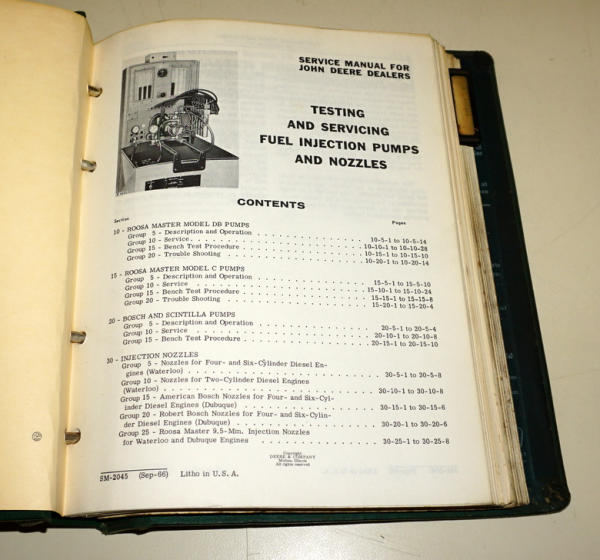 SERVICE MANUAL FOR
JOHN DEERE DEALERS
TESTING
AND SERVICING
FUEL INJECTION PUMPS
AND NOZZLES
CONTENTS
Section Pages
10 - ROOSA MASTER MODEL DB PUMPS
Group 5 - Description and Operation . . . . . . . . . . . . . . 10-5-1 to 10-5-14
Group 10 - Service . . . . . . . . . . . . . . 10-10-1 to 10-10-28
Group 15 - Bench Test Procedure . . . . . . . . . . . . . . 10-15-1 to 10-15-10
Group 20 - Trouble Shooting . . . . . . . . . . . . . . 10-20-1 to 10-20-14
15 - ROOSA MASTER MODEL C PUMPS
Group 5 - Description and Operation . . . . . . . . . . . . . . 15-5-1 to 15-5-10
Group 10 - Service . . . . . . . . . . . . . . 15-10-1 to 15-10-24
Group 15 - Bench Test Procedure . . . . . . . . . . . . . . 15-15-1 to 15-15-8
Group 20 - Trouble Shooting . . . . . . . . . . . . . . 15-20-1 to 15-20-4
20 - BOSCH AND SCINTILLA PUMPS
Group 5 - Description and Operation . . . . . . . . . . . . . . 20-5-1 to 20-5-4
Group 10 - Service . . . . . . . . . . . . . . 20-10-1 to 20-10-8
Group 15 - Bench Test Procedure . . . . . . . . . . . . . . 20-15-1 to 20-15-10
30 - INJECTION NOZZLES
Group 5 - Nozzles for Four- and Six-Cylinder Diesel En-
gines (Waterloo) . . . . . . . . . . . . . . 30-5-1 to 30-5-8
Group 10 - Nozzles for Two-Cylinder Diesel Engines
(Waterloo) . . . . . . . . . . . . . . 30-10-1 to 30-10-8
Group 15 - American Bosch Nozzles for Four- and Six-Cyl-
inder Diesel Engines (Dubuque) . . . . . . . . . . . . . . 30-15-1 to 30-15-6
Group 20 - Robert Bosch Nozzles for Four- and Six-Cylin-
der Diesel Engines (Dubuque) . . . . . . . . . . . . . . 30-20-1 to 30-20-6
Group 25 - Roosa Master 9.5-Mm. Injection Nozzles
for Waterloo and Dubuque Engines . . . . . . . . . . . . . . 30-25-1 to 30-25-8
Copyright
DEERE & COMPANY
Moline, Illinois
All rights reserved
SM-2045 (Sep-66) Litho in U.S.A.